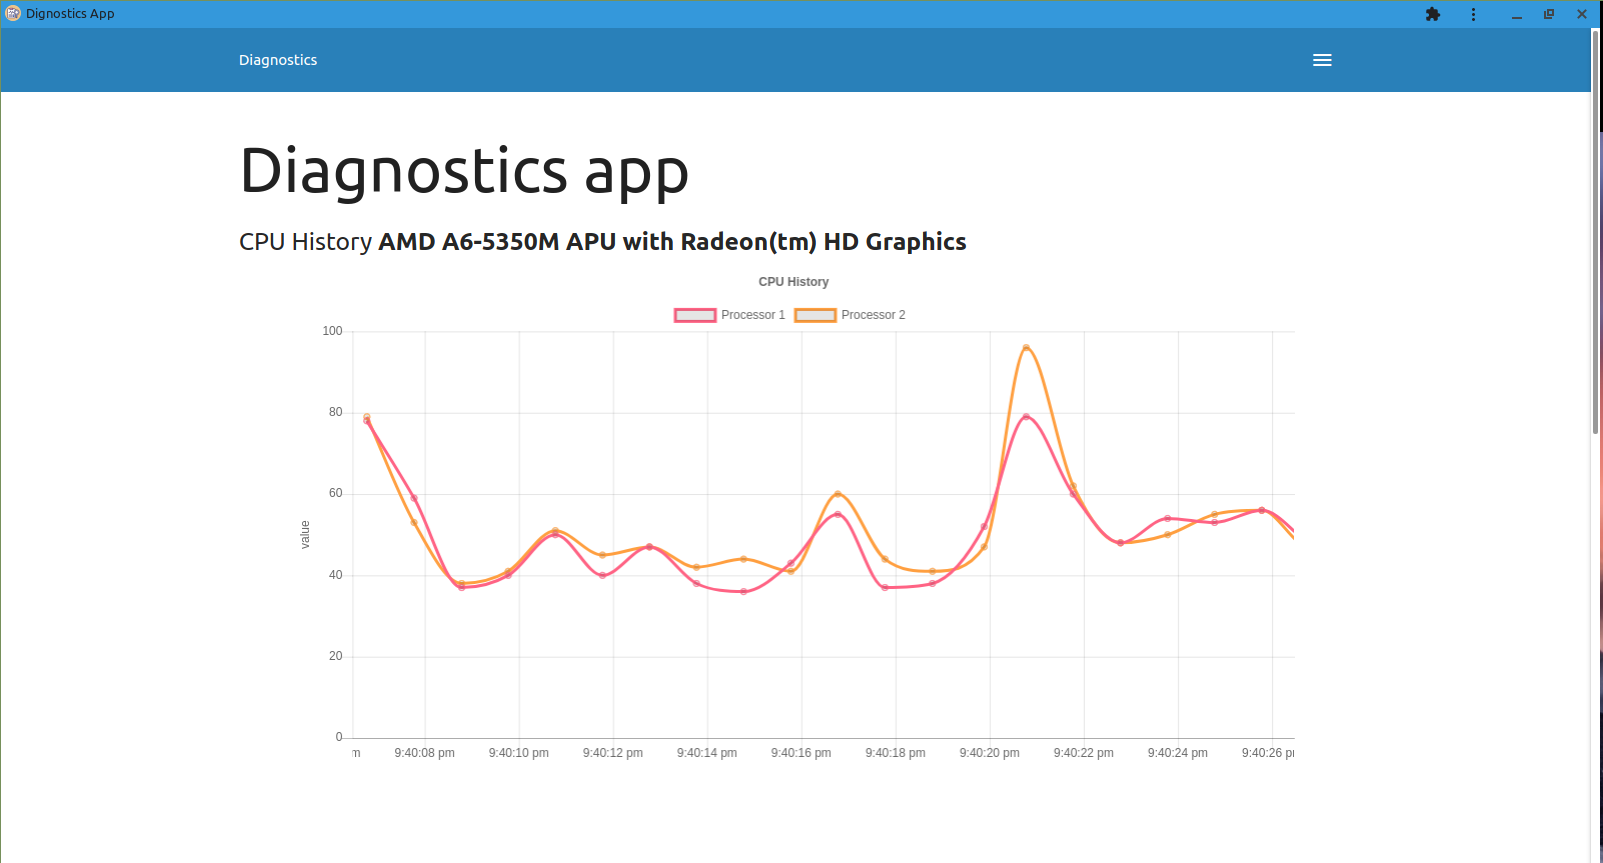 Dignostics App
Diagnostics
Diagnostics app
CPU History AMD A6-5350M APU with Radeon(tm) HD Graphics
CPU History
Processor 1 Processor 2
100
80
60
40
20
0
value
m 9:40:08 pm 9:40:10 pm 9:40:12 pm 9:40:14 pm 9:40:16 pm 9:40:18 pm 9:40:20 pm 9:40:22 pm 9:40:24 pm 9:40:26 p